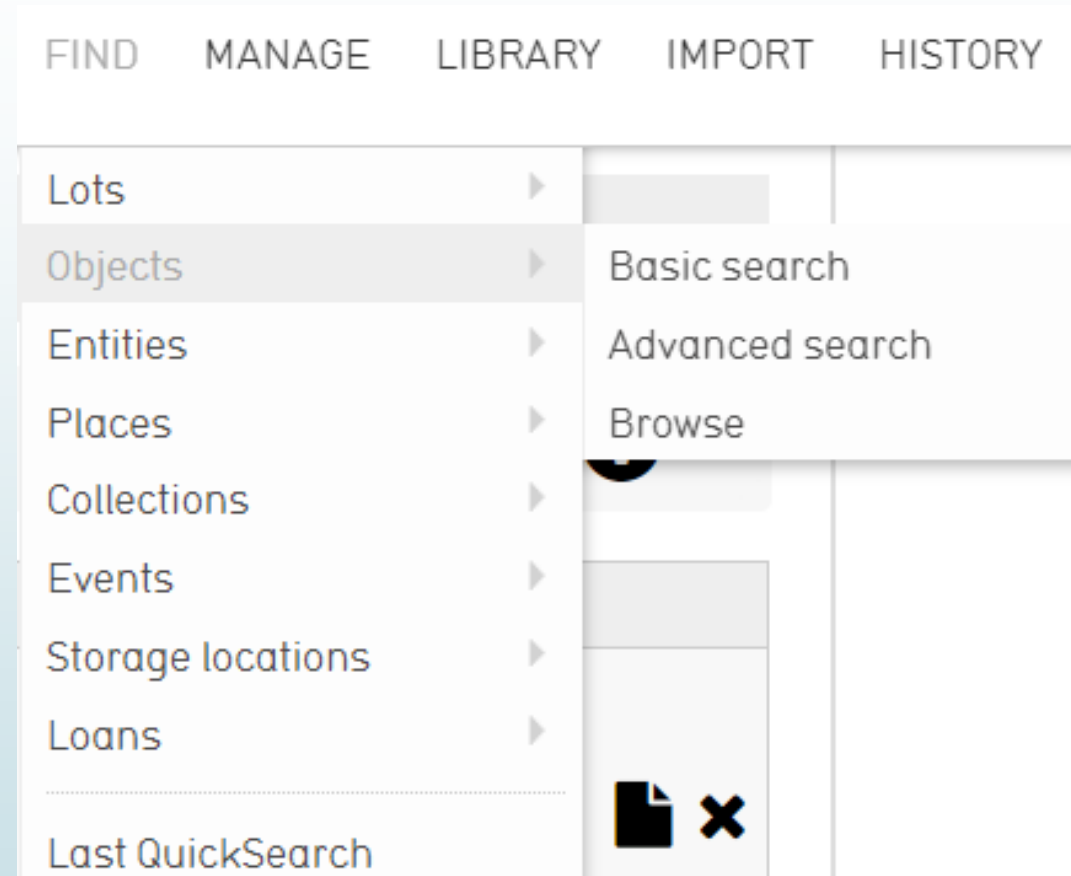 FIND MANAGE LIBRARY IMPORT HISTORY
Lots
Objects
Basic search
Entities
Advanced search
Places
Browse
Collections
Events
Storage locations
Loans
Last QuickSearch